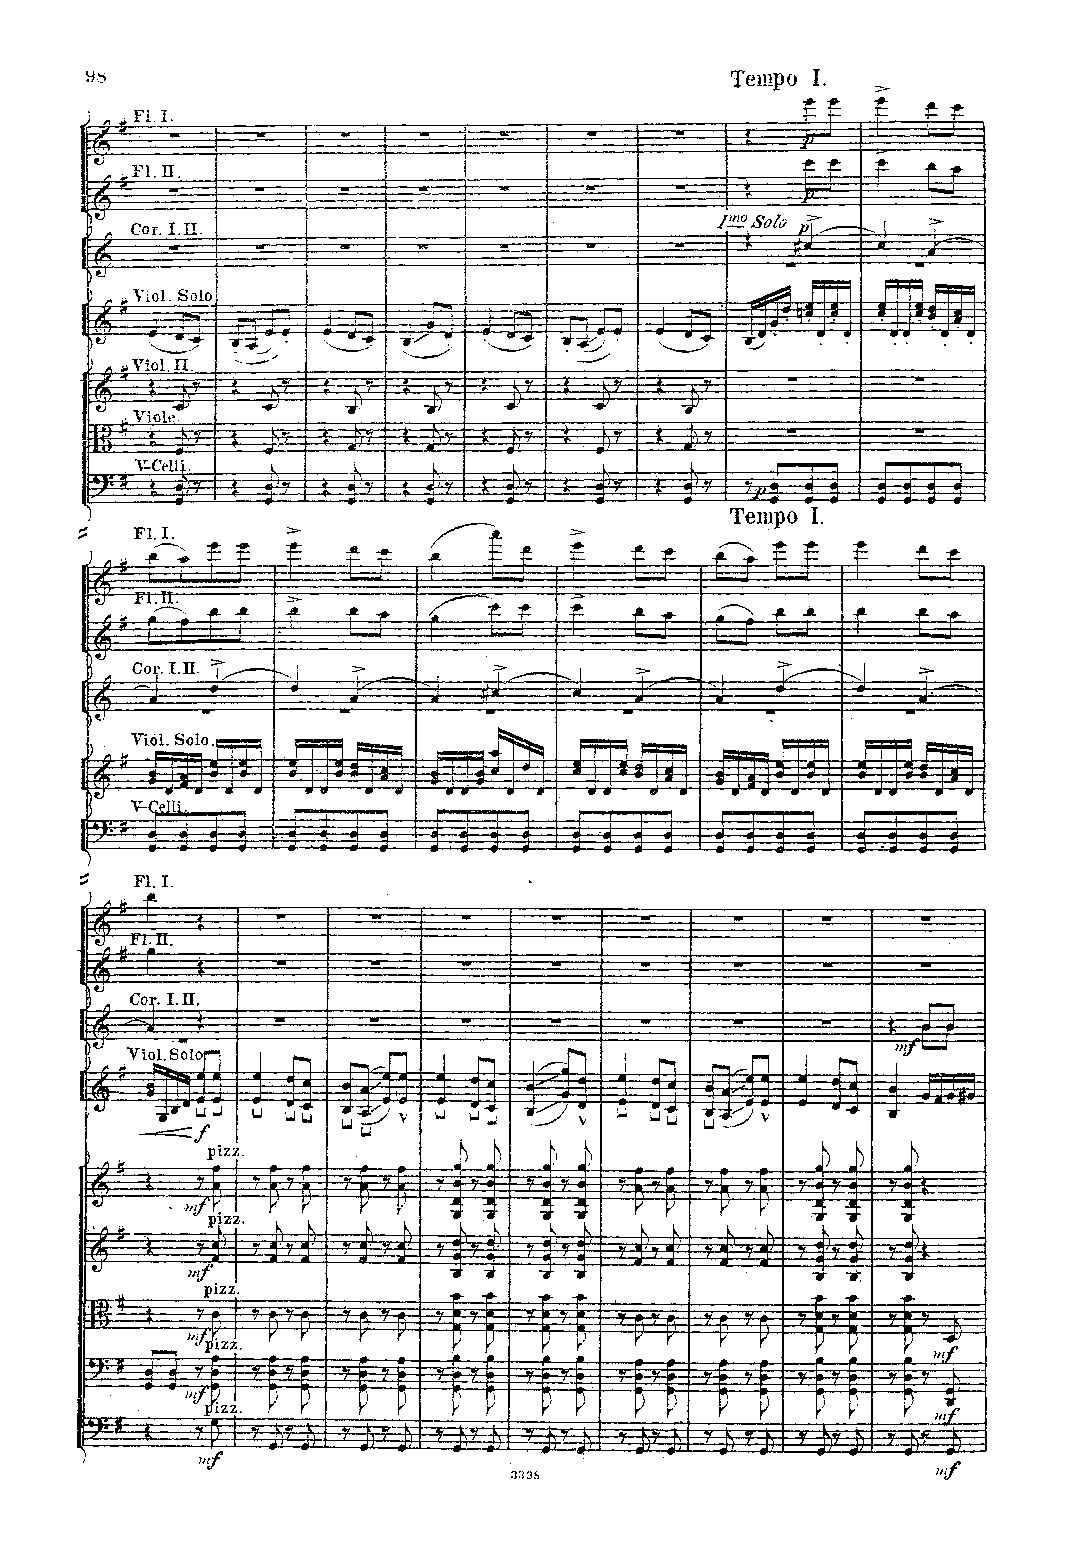 98
Tempo I.
Fl. I.
p
Fl. II.
p
Cor. I. II.
Imo Solo p
Viol. Solo
Viol. II.
Viole.
V-Celli.
p
Tempo I.
Fl. I.
Fl. II.
Cor. I. II.
Viol. Solo.
V-Celli.
Fl. I.
Fl. II.
Cor. I. II.
mf
Viol. Solo
f
pizz.
mf
pizz.
mf
pizz.
mf
mf
pizz.
mf
mf
pizz.
mf
mf
3398